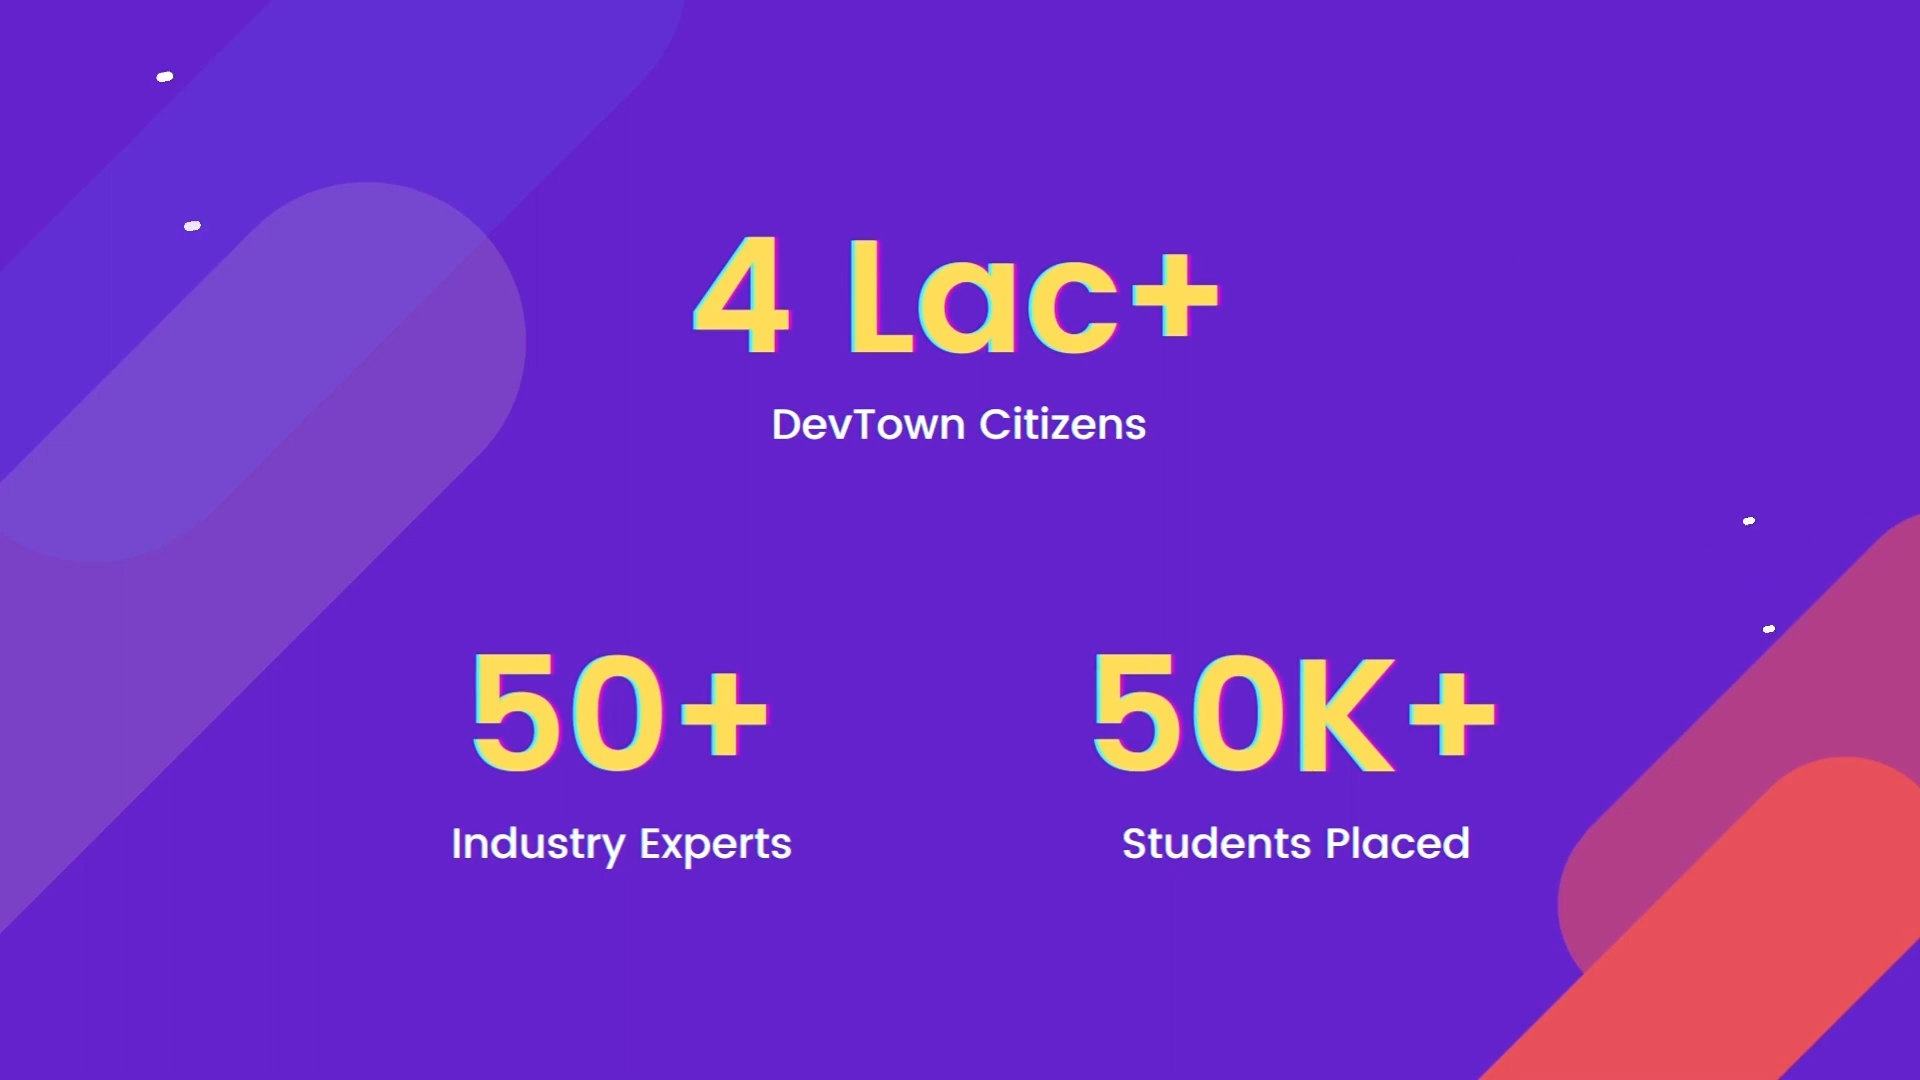 4 Lac+
DevTown Citizens
50+
Industry Experts
50K+
Students Placed